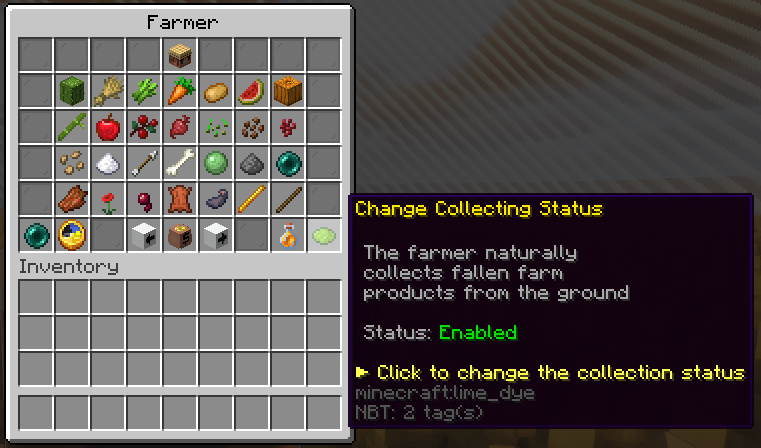 Farmer
Inventory
Change Collecting Status
The farmer naturally
collects fallen farm
products from the ground
Status: Enabled
► Click to change the collection status
minecraft:lime_dye
NBT: 2 tag(s)